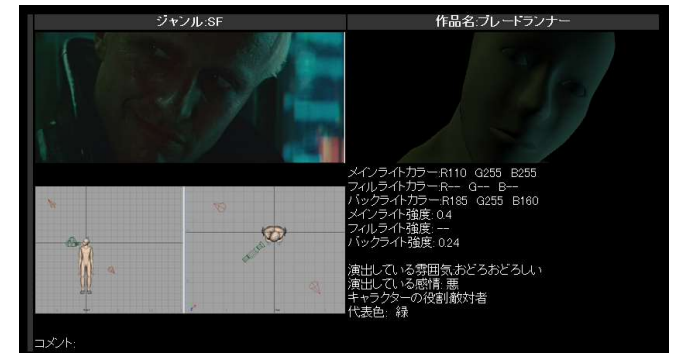 ジャンル:SF
作品名:ブレードランナー
メインライトカラー:R110 G255 B255
フィルライトカラー:R-- G-- B--
バックライトカラー:R185 G255 B160
メインライト強度: 0.4
フィルライト強度: --
バックライト強度: 0.24
演出している雰囲気:おどろおどろしい
演出している感情: 悪
キャラクターの役割:敵対者
代表色: 緑
コメント: